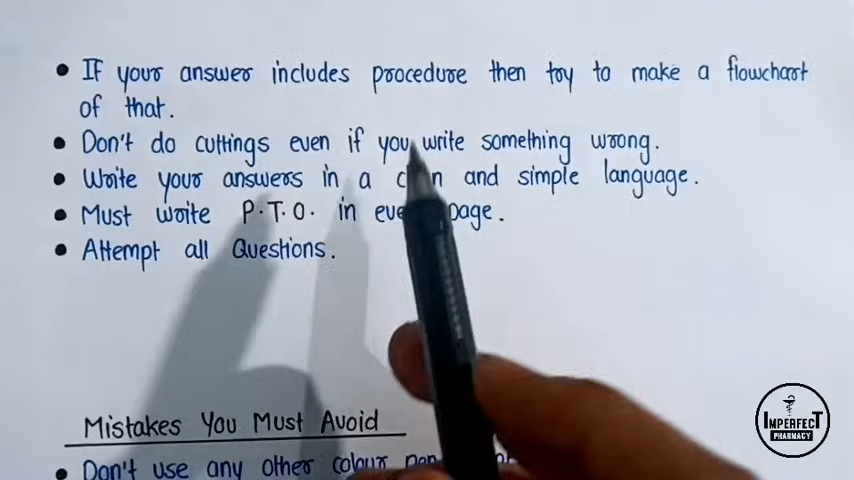 • If your answer includes procedure then try to make a flowchart
of that.
• Don't do cuttings even if you write something wrong.
• Write your answers in a and simple language.
• Must write P.T.O. in page.
• Attempt all Questions.
Mistakes You Must Avoid
• Don't use any other colour
IMPERFECT
PHARMACY